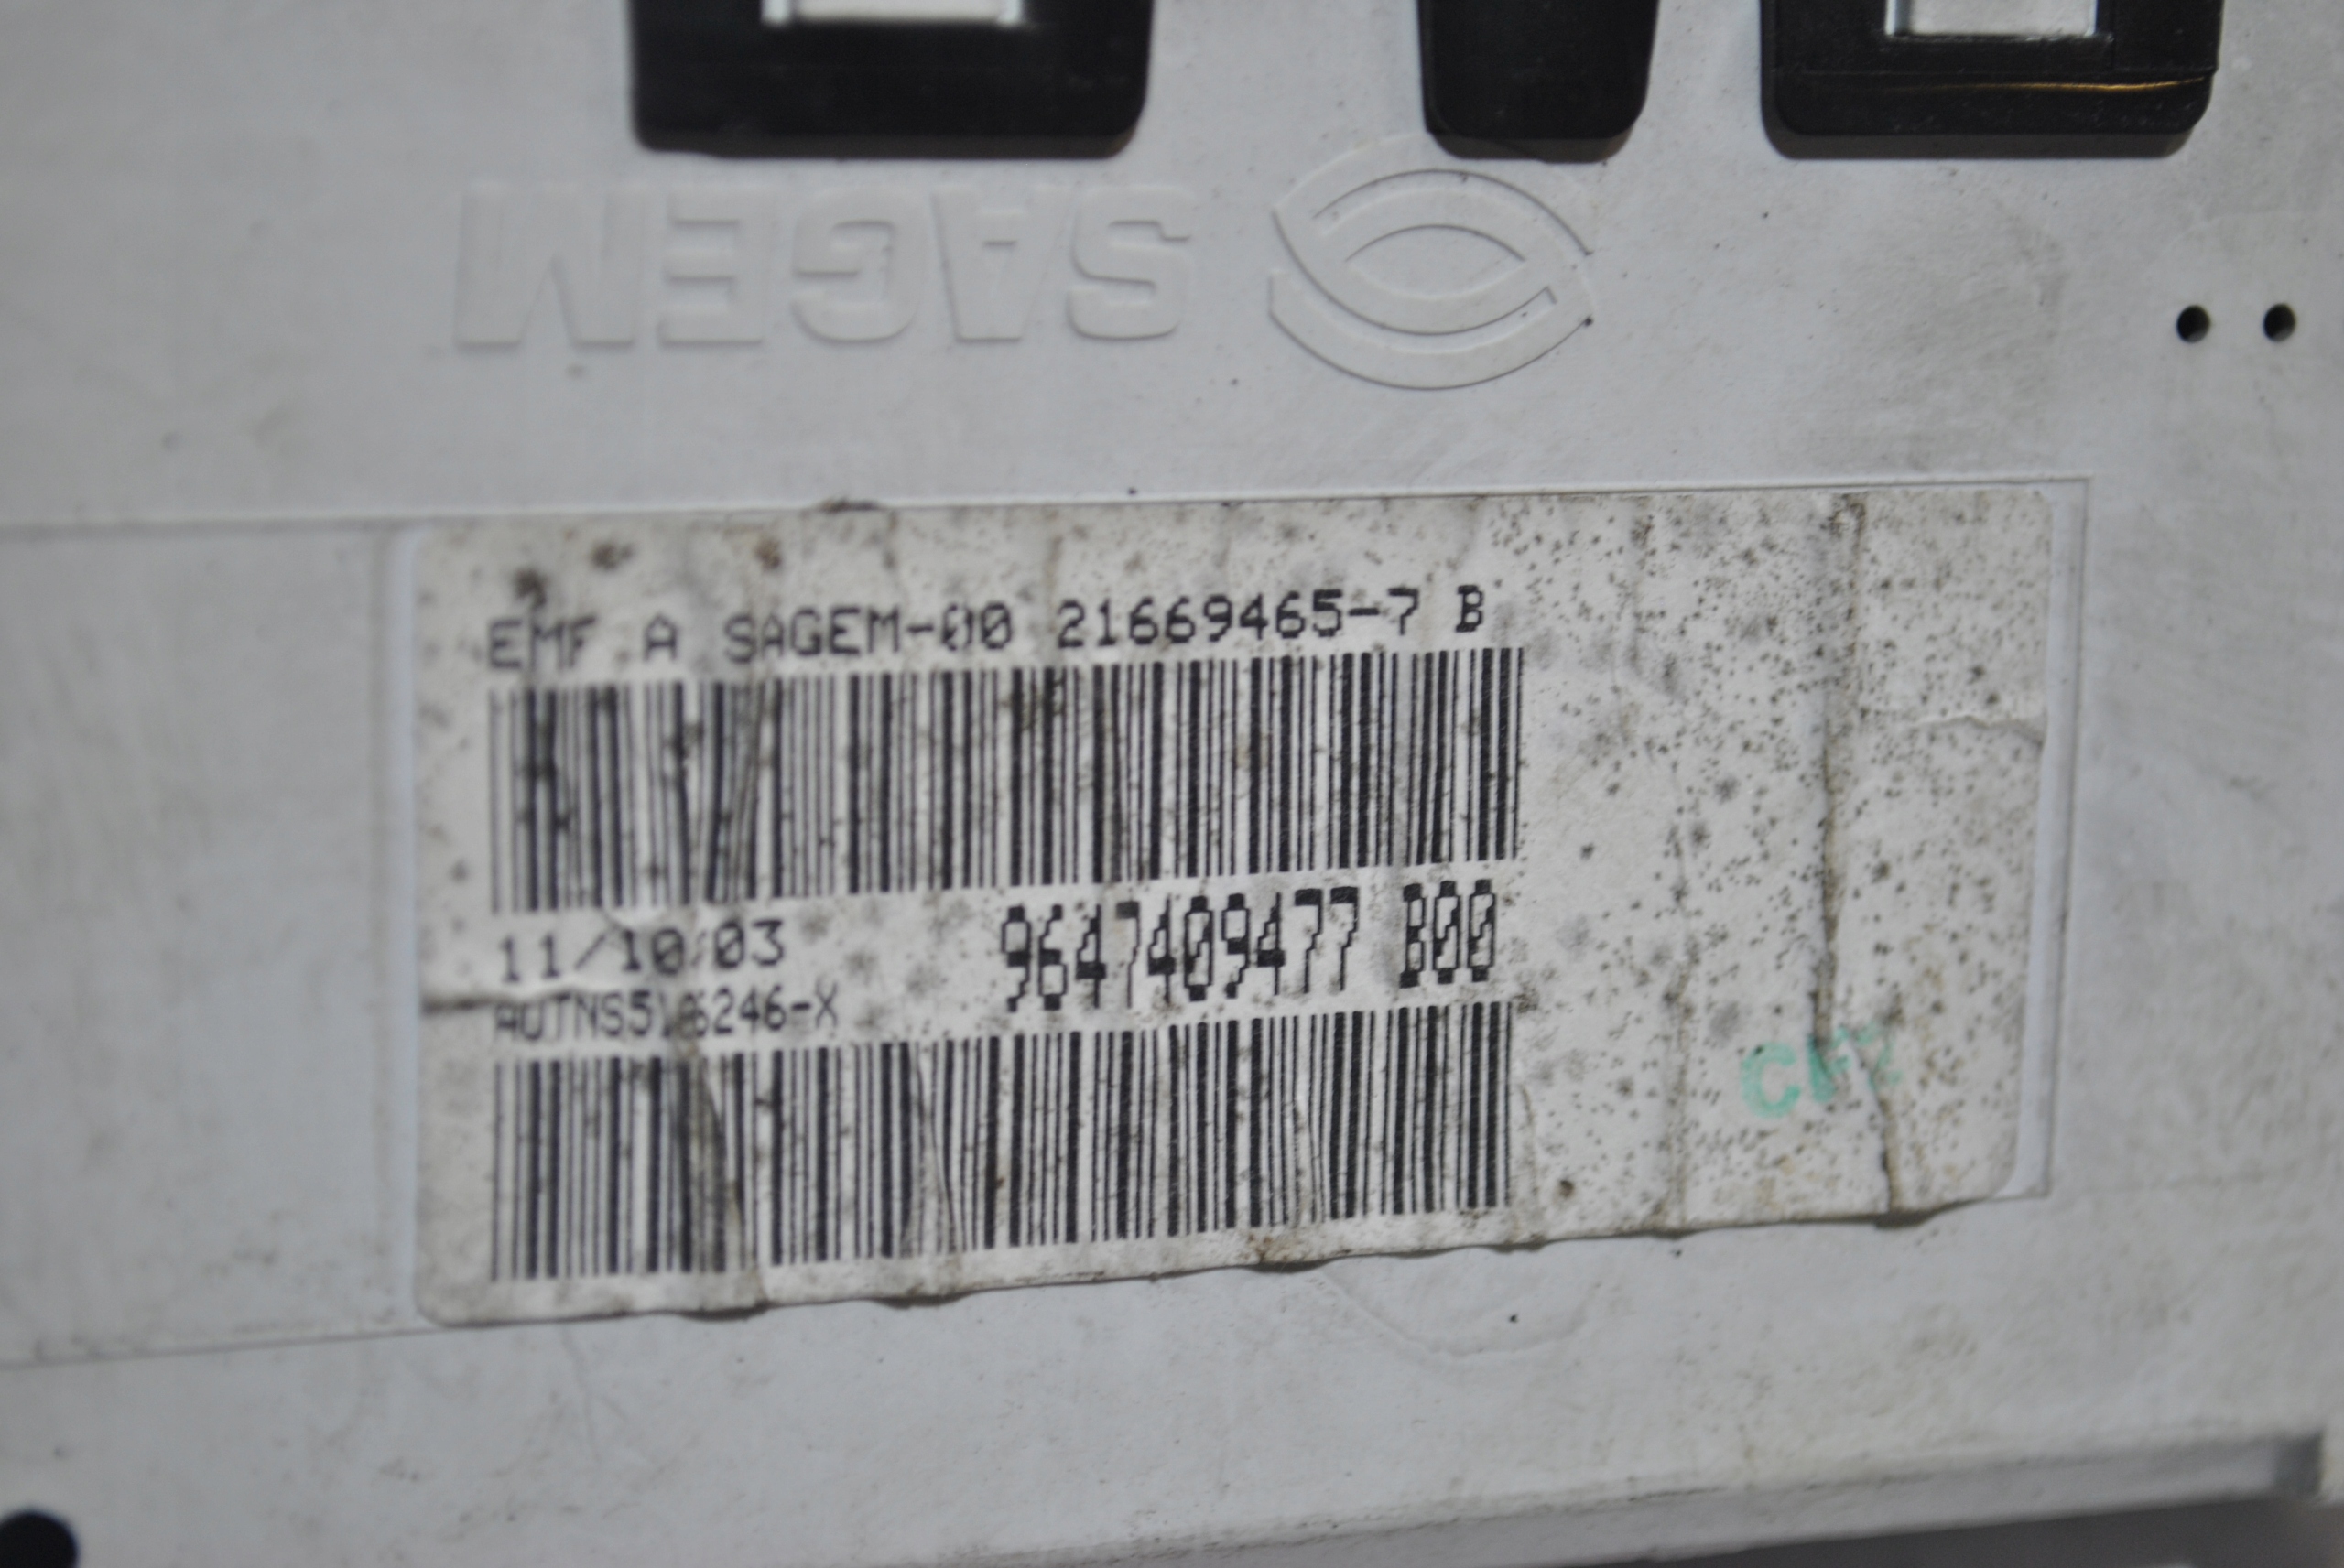 SAGEM
EMF A SAGEM-00 21669465-7 B
11/10/03
9647409477 B00